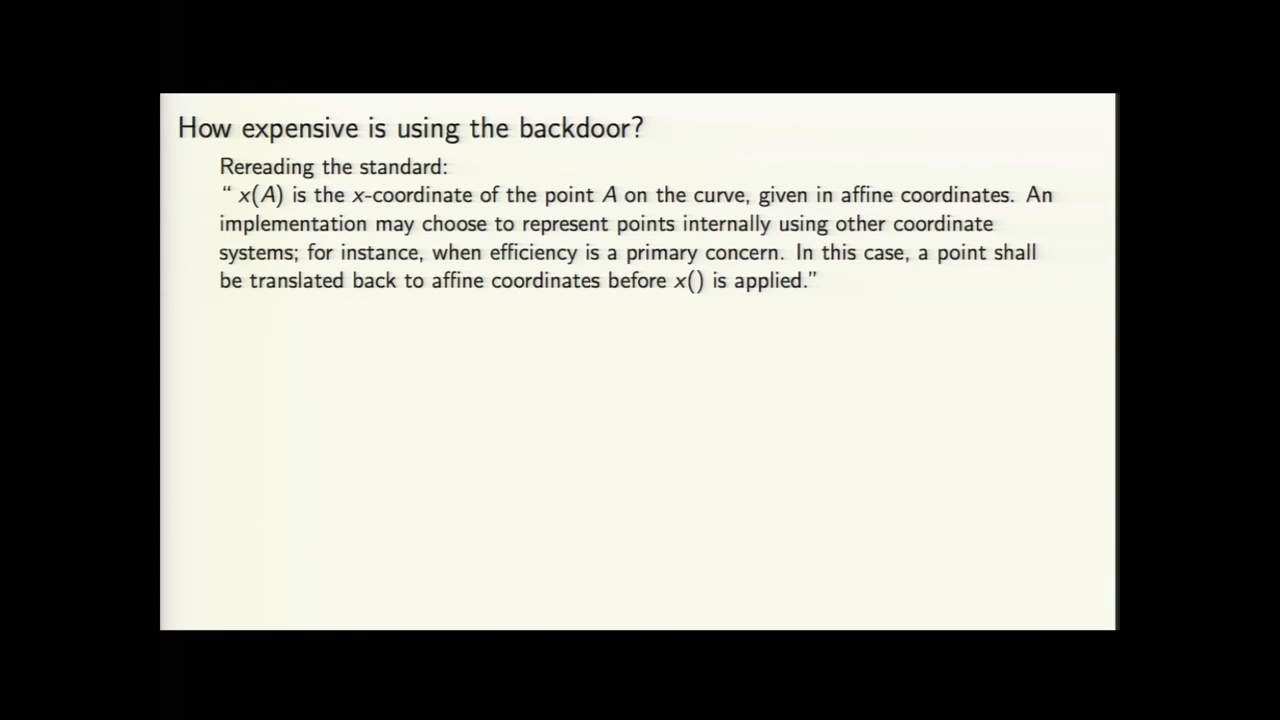 How expensive is using the backdoor?
Rereading the standard:
“ x(A) is the x-coordinate of the point A on the curve, given in affine coordinates. An
implementation may choose to represent points internally using other coordinate
systems; for instance, when efficiency is a primary concern. In this case, a point shall
be translated back to affine coordinates before x() is applied.”